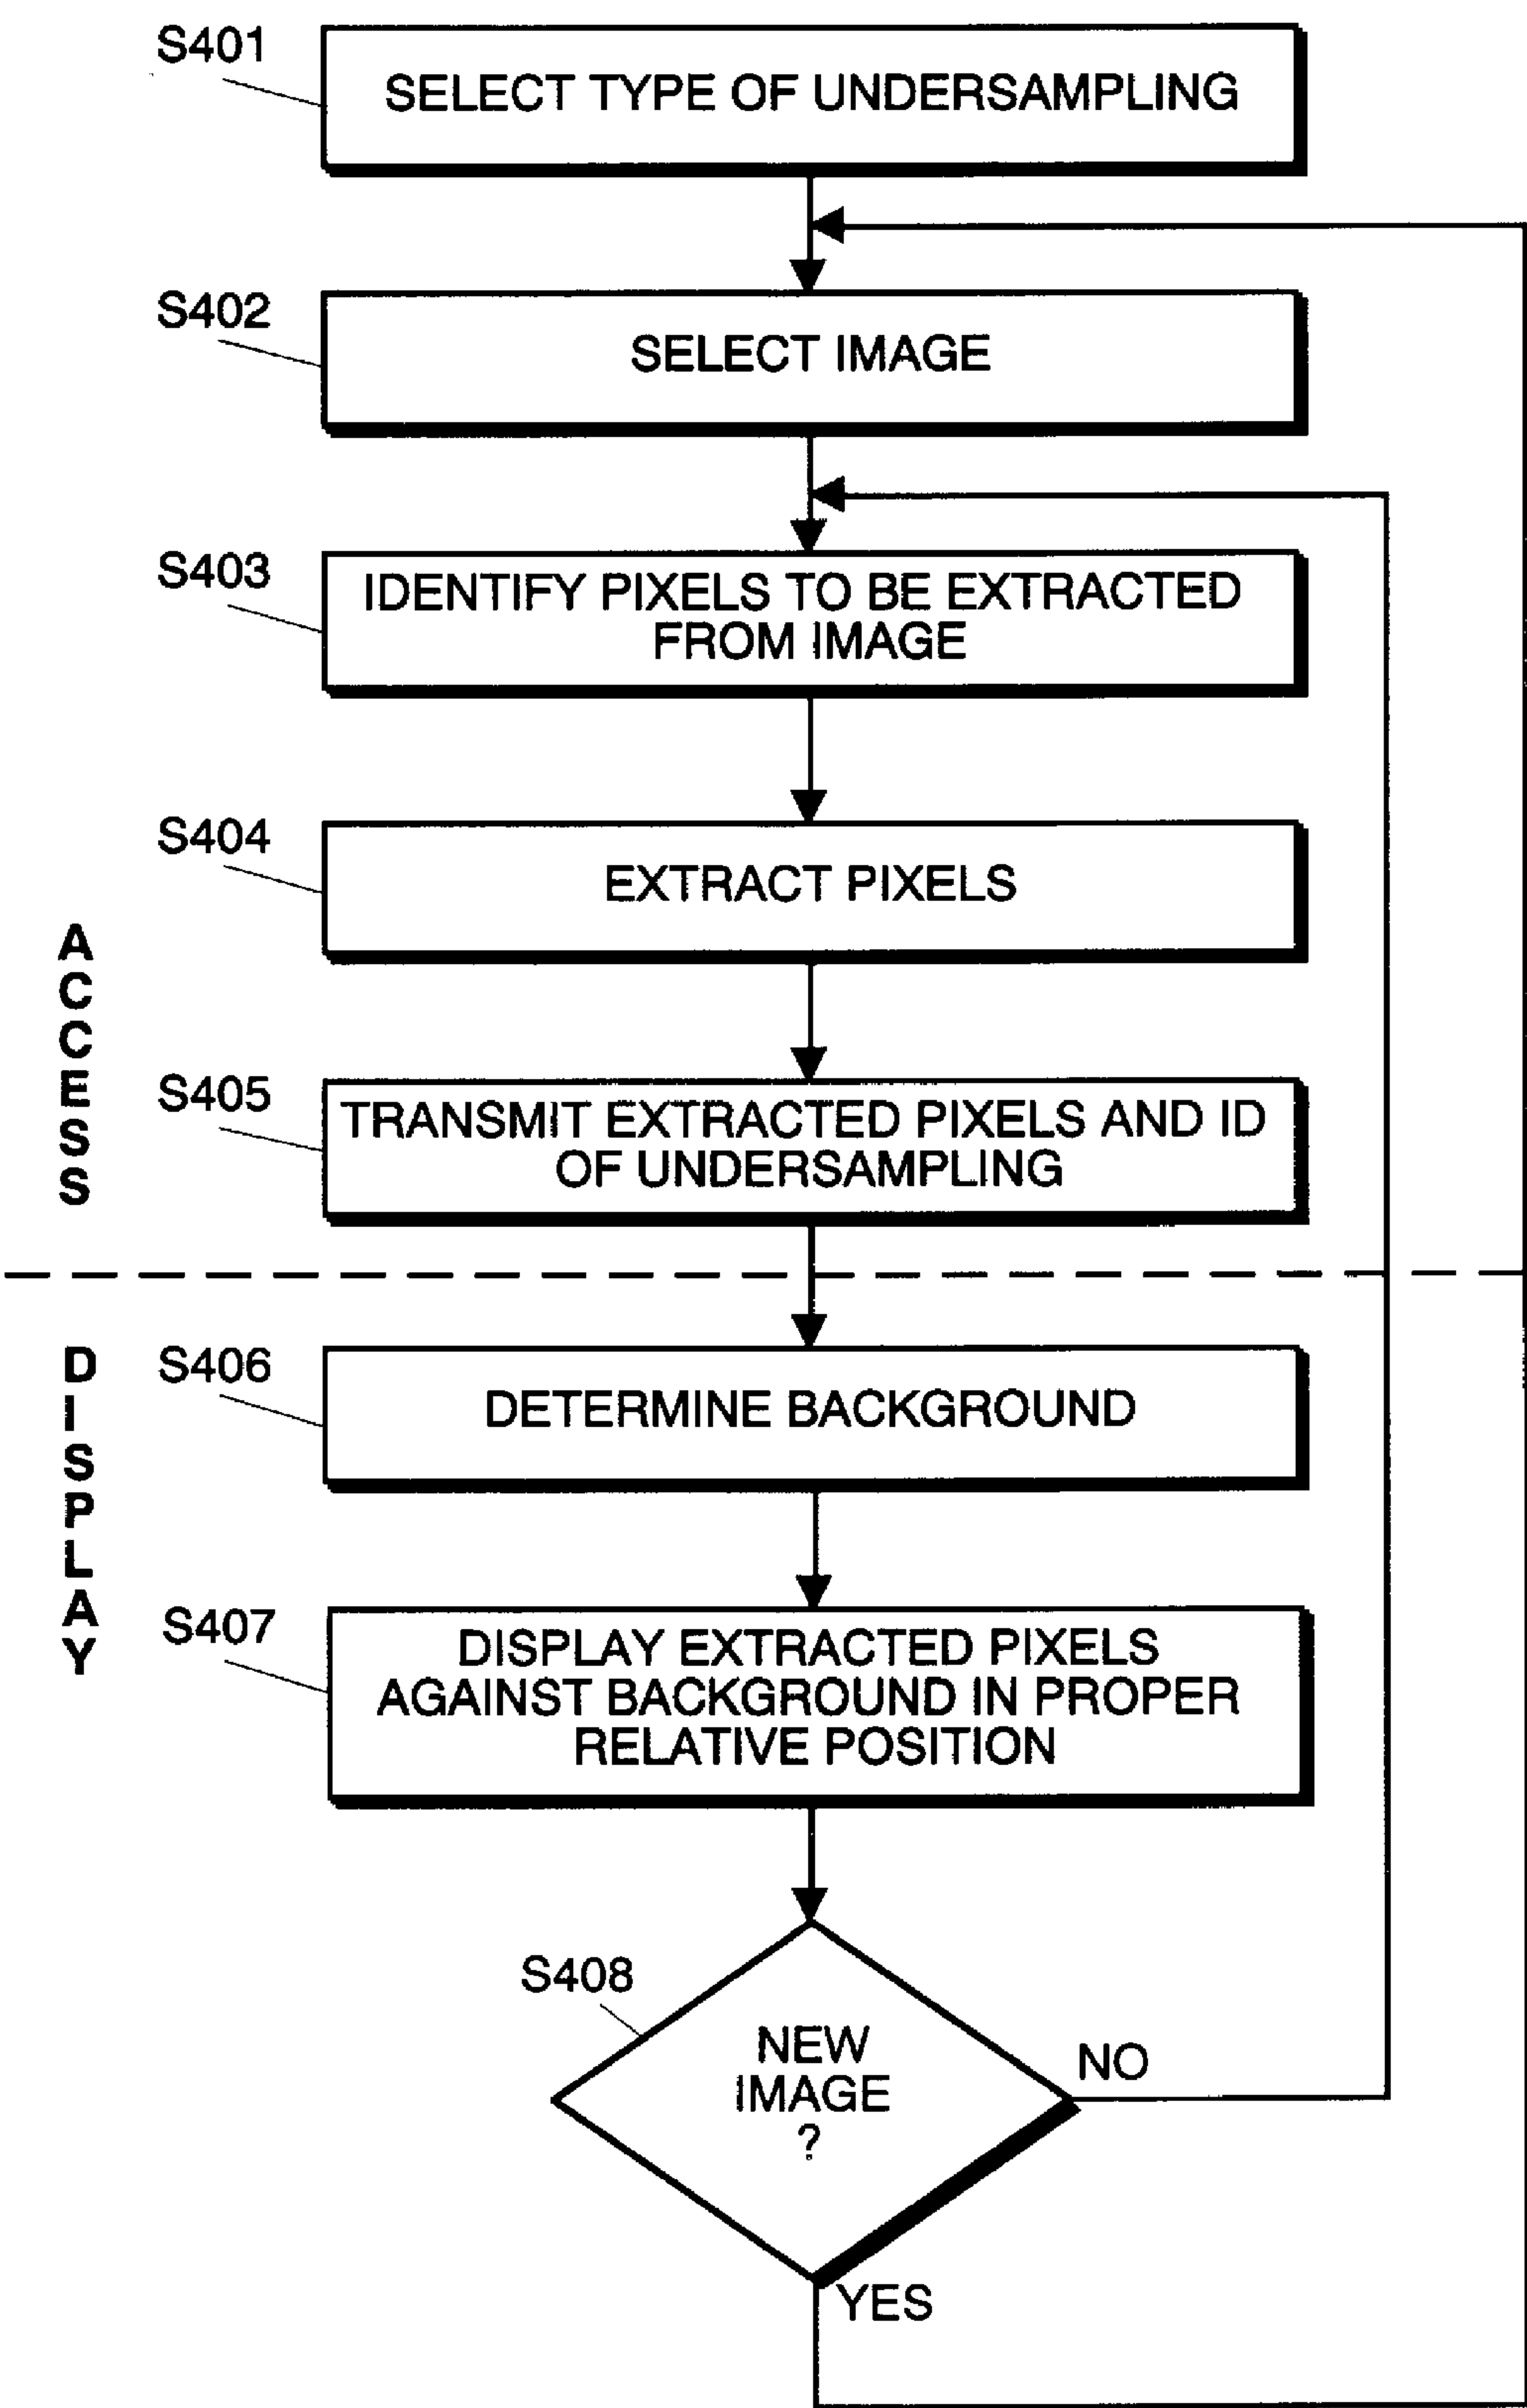 S401
SELECT TYPE OF UNDERSAMPLING
S402
SELECT IMAGE
S403
IDENTIFY PIXELS TO BE EXTRACTED
FROM IMAGE
S404
EXTRACT PIXELS
ACCESS
S405
TRANSMIT EXTRACTED PIXELS AND ID
OF UNDERSAMPLING
DISPLAY
S406
DETERMINE BACKGROUND
S407
DISPLAY EXTRACTED PIXELS
AGAINST BACKGROUND IN PROPER
RELATIVE POSITION
S408
NEW
IMAGE
?
NO
YES